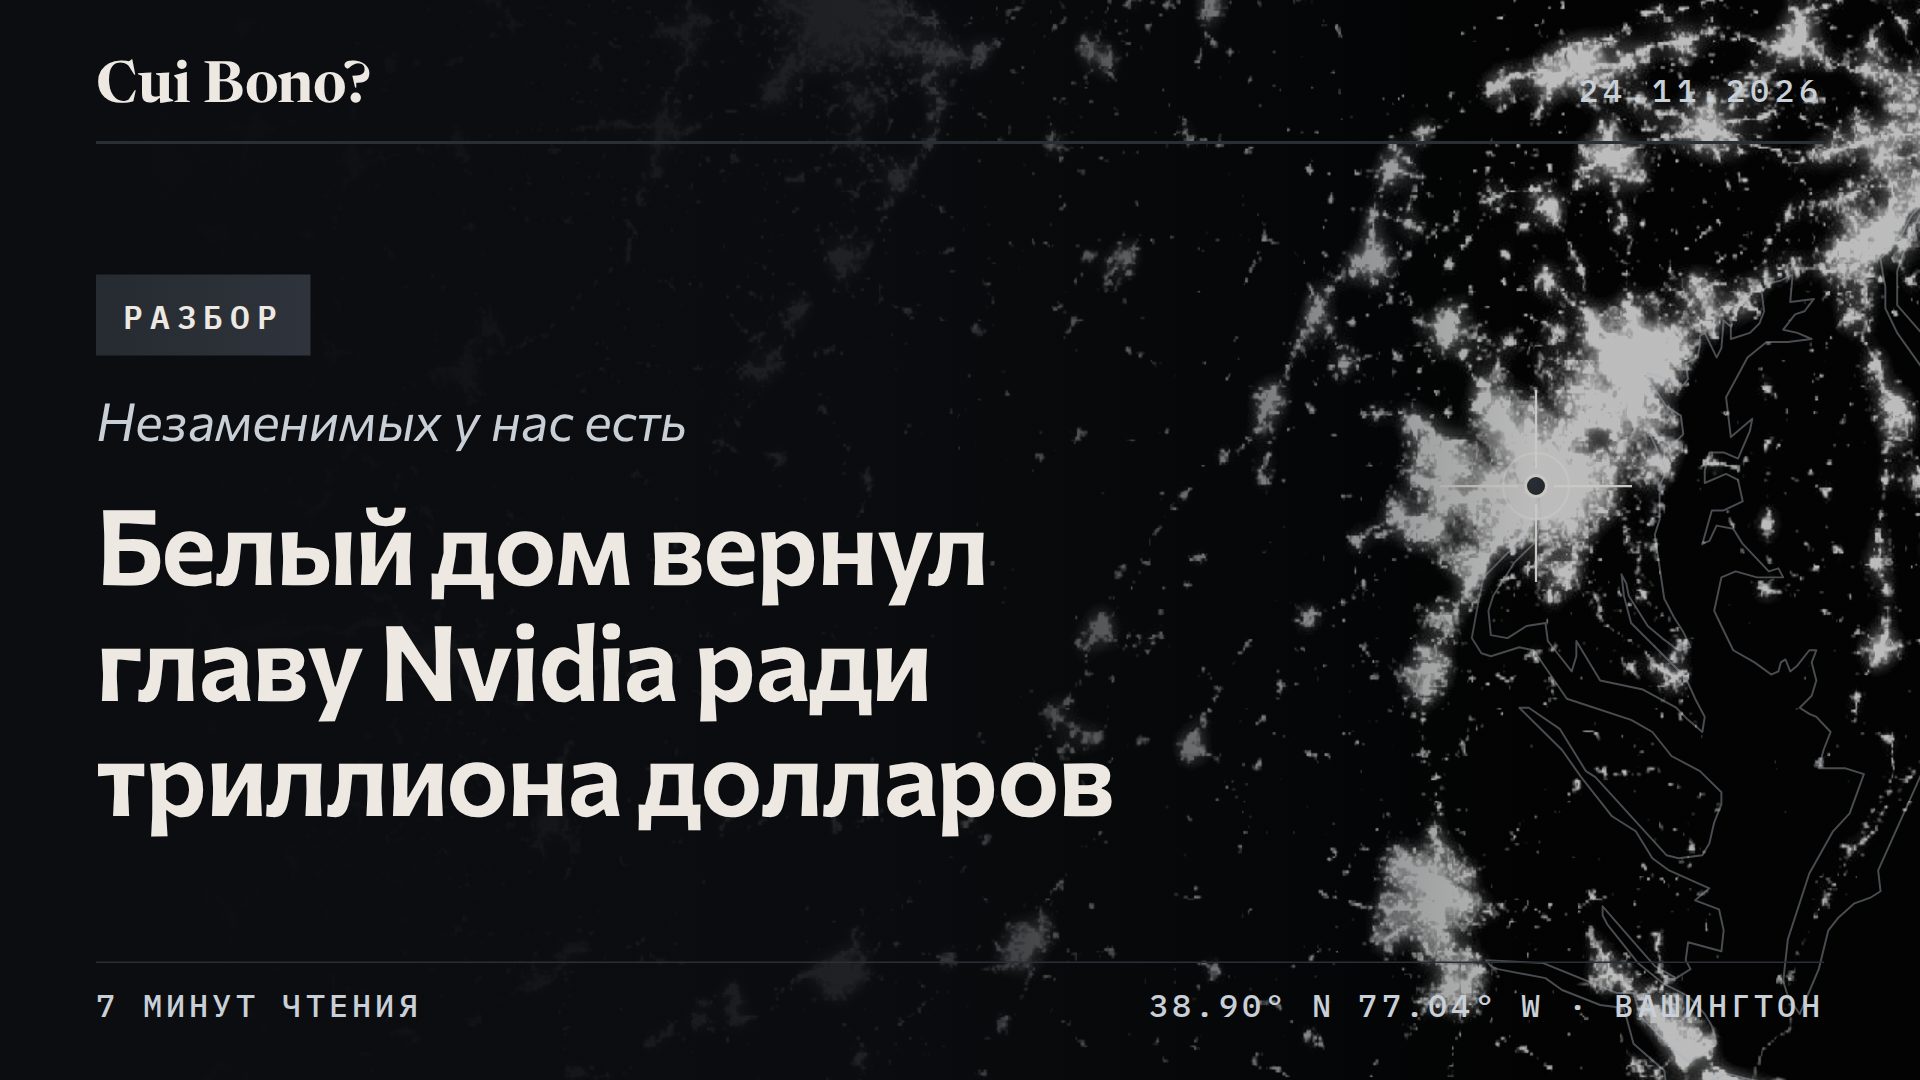 Cui Bono?
24.11.2026
РАЗБОР
Незаменимых у нас есть
Белый дом вернул
главу Nvidia ради
триллиона долларов
7 МИНУТ ЧТЕНИЯ
38.90° N 77.04° W · ВАШИНГТОН